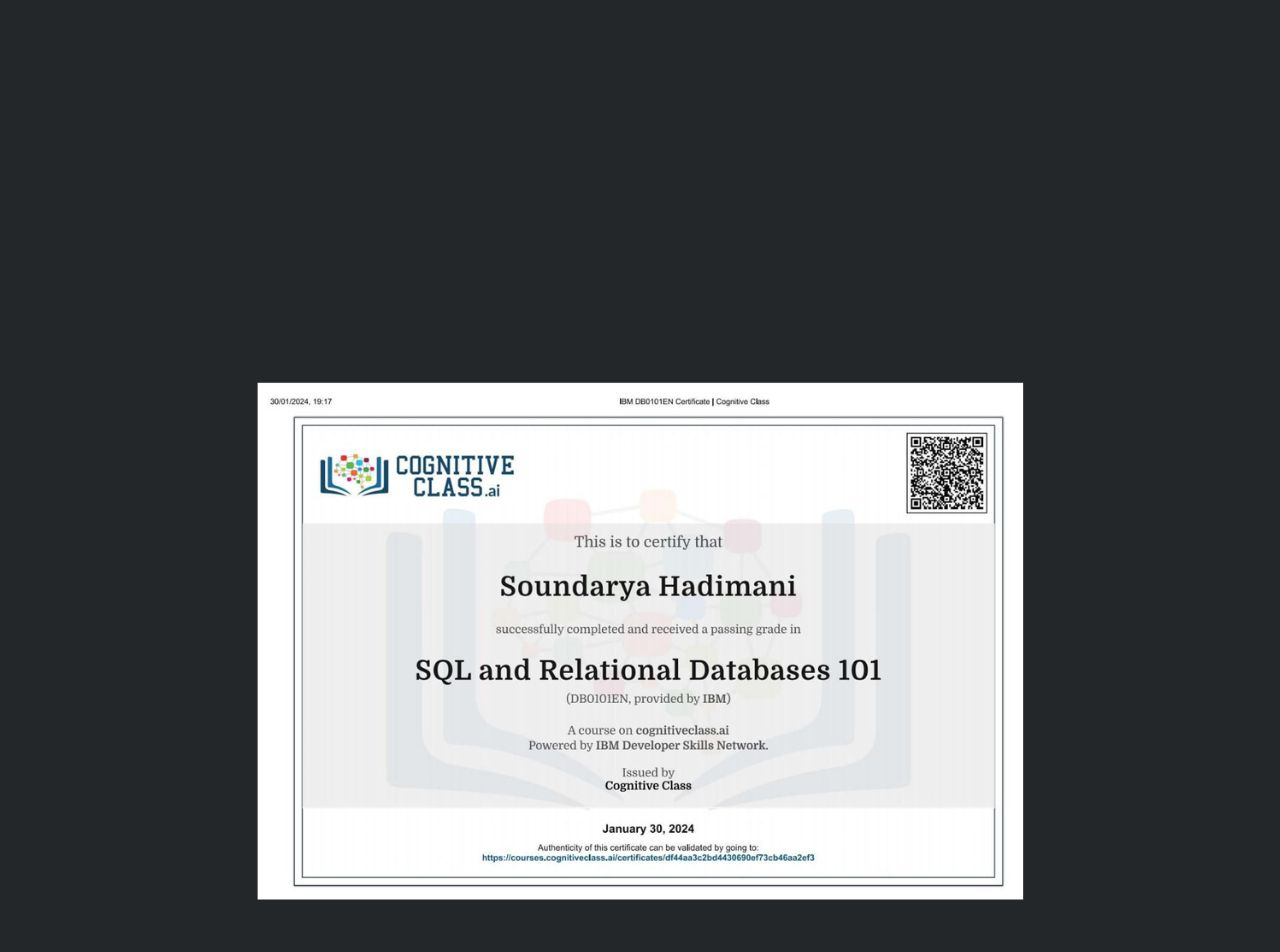 30/01/2024, 19:17 IBM DB0101EN Certificate | Cognitive Class
COGNITIVE
CLASS.ai
This is to certify that
Soundarya Hadimani
successfully completed and received a passing grade in
SQL and Relational Databases 101
(DB0101EN, provided by IBM)
A course on cognitiveclass.ai
Powered by IBM Developer Skills Network.
Issued by
Cognitive Class
January 30, 2024
Authenticity of this certificate can be validated by going to:
https://courses.cognitiveclass.ai/certificates/df44aa3c2bd4430690ef73cb46aa2ef3